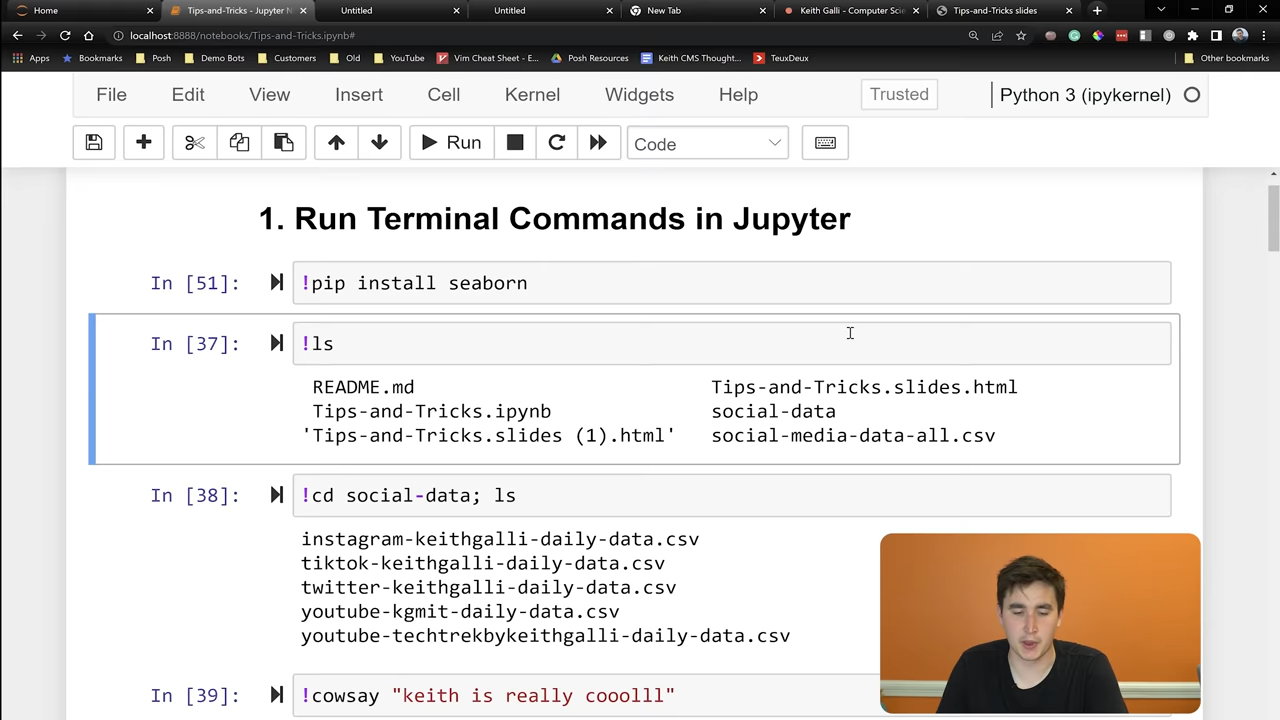 Home
Tips-and-Tricks - Jupyter N
Untitled
Untitled
New Tab
Keith Galli - Computer Scie
Tips-and-Tricks slides
localhost:8888/notebooks/Tips-and-Tricks.ipynb#
Apps Bookmarks Posh Demo Bots Customers Old YouTube Vim Cheat Sheet - E... Posh Resources Keith CMS Thought... TeuxDeux Other bookmarks
File Edit View Insert Cell Kernel Widgets Help Trusted Python 3 (ipykernel)
Run Code
1. Run Terminal Commands in Jupyter
In [51]: !pip install seaborn
In [37]: !ls
README.md Tips-and-Tricks.slides.html
Tips-and-Tricks.ipynb social-data
'Tips-and-Tricks.slides (1).html' social-media-data-all.csv
In [38]: !cd social-data; ls
instagram-keithgalli-daily-data.csv
tiktok-keithgalli-daily-data.csv
twitter-keithgalli-daily-data.csv
youtube-kgmit-daily-data.csv
youtube-techtrekbykeithgalli-daily-data.csv
In [39]: !cowsay "keith is really cooolll"